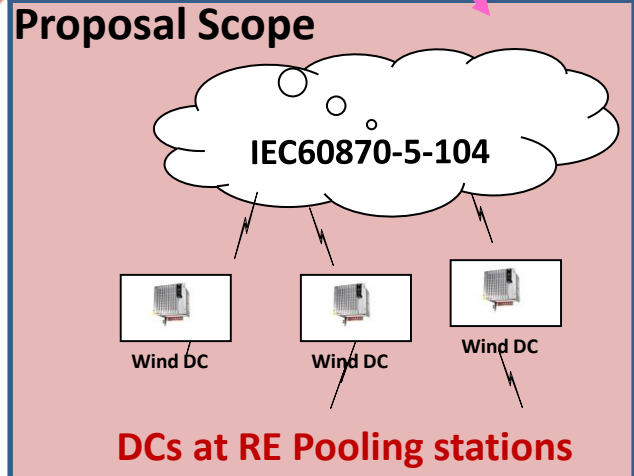 Proposal Scope
IEC60870-5-104
Wind DC
Wind DC
Wind DC
DCs at RE Pooling stations